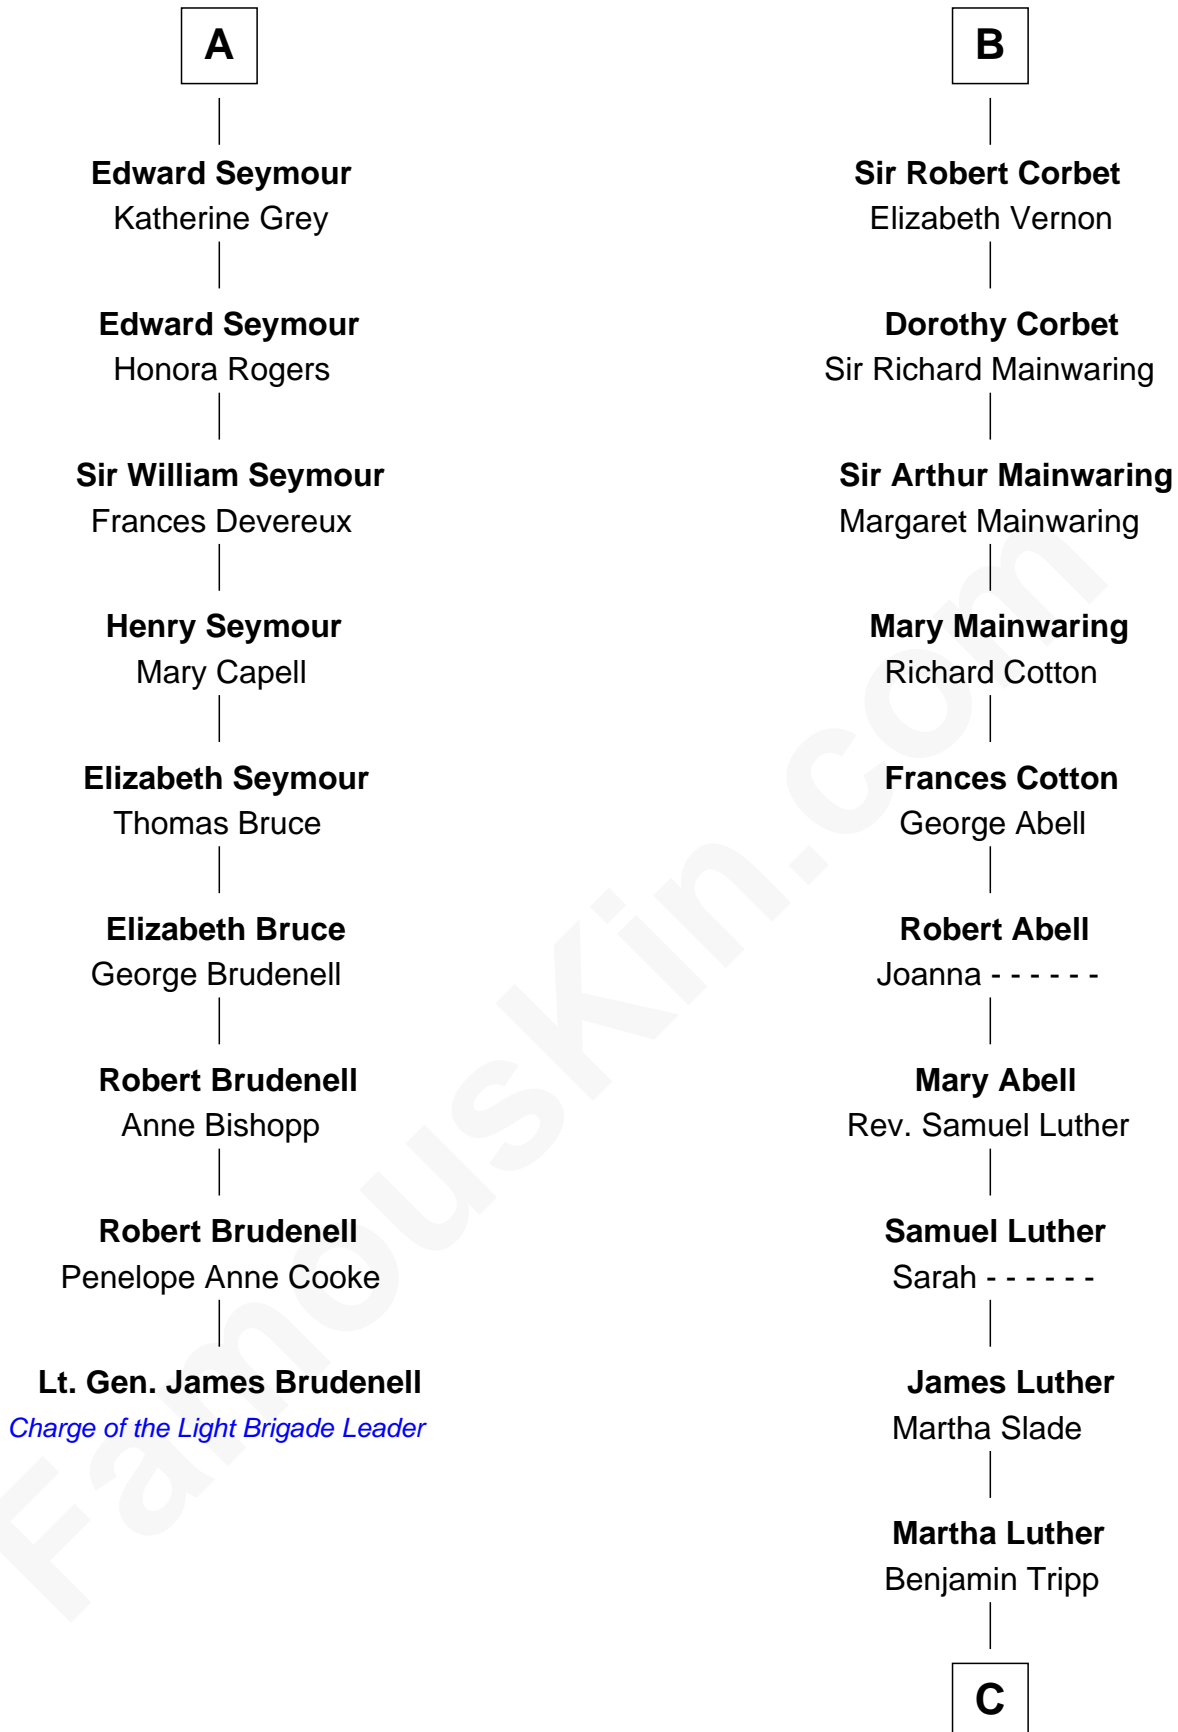 A
Edward Seymour
Katherine Grey
Edward Seymour
Honora Rogers
Sir William Seymour
Frances Devereux
Henry Seymour
Mary Capell
Elizabeth Seymour
Thomas Bruce
Elizabeth Bruce
George Brudenell
Robert Brudenell
Anne Bishopp
Robert Brudenell
Penelope Anne Cooke
Lt. Gen. James Brudenell
Charge of the Light Brigade Leader
B
Sir Robert Corbet
Elizabeth Vernon
Dorothy Corbet
Sir Richard Mainwaring
Sir Arthur Mainwaring
Margaret Mainwaring
Mary Mainwaring
Richard Cotton
Frances Cotton
George Abell
Robert Abell
Joanna - - - - - -
Mary Abell
Rev. Samuel Luther
Samuel Luther
Sarah - - - - - -
James Luther
Martha Slade
Martha Luther
Benjamin Tripp
C
FamousKin.com